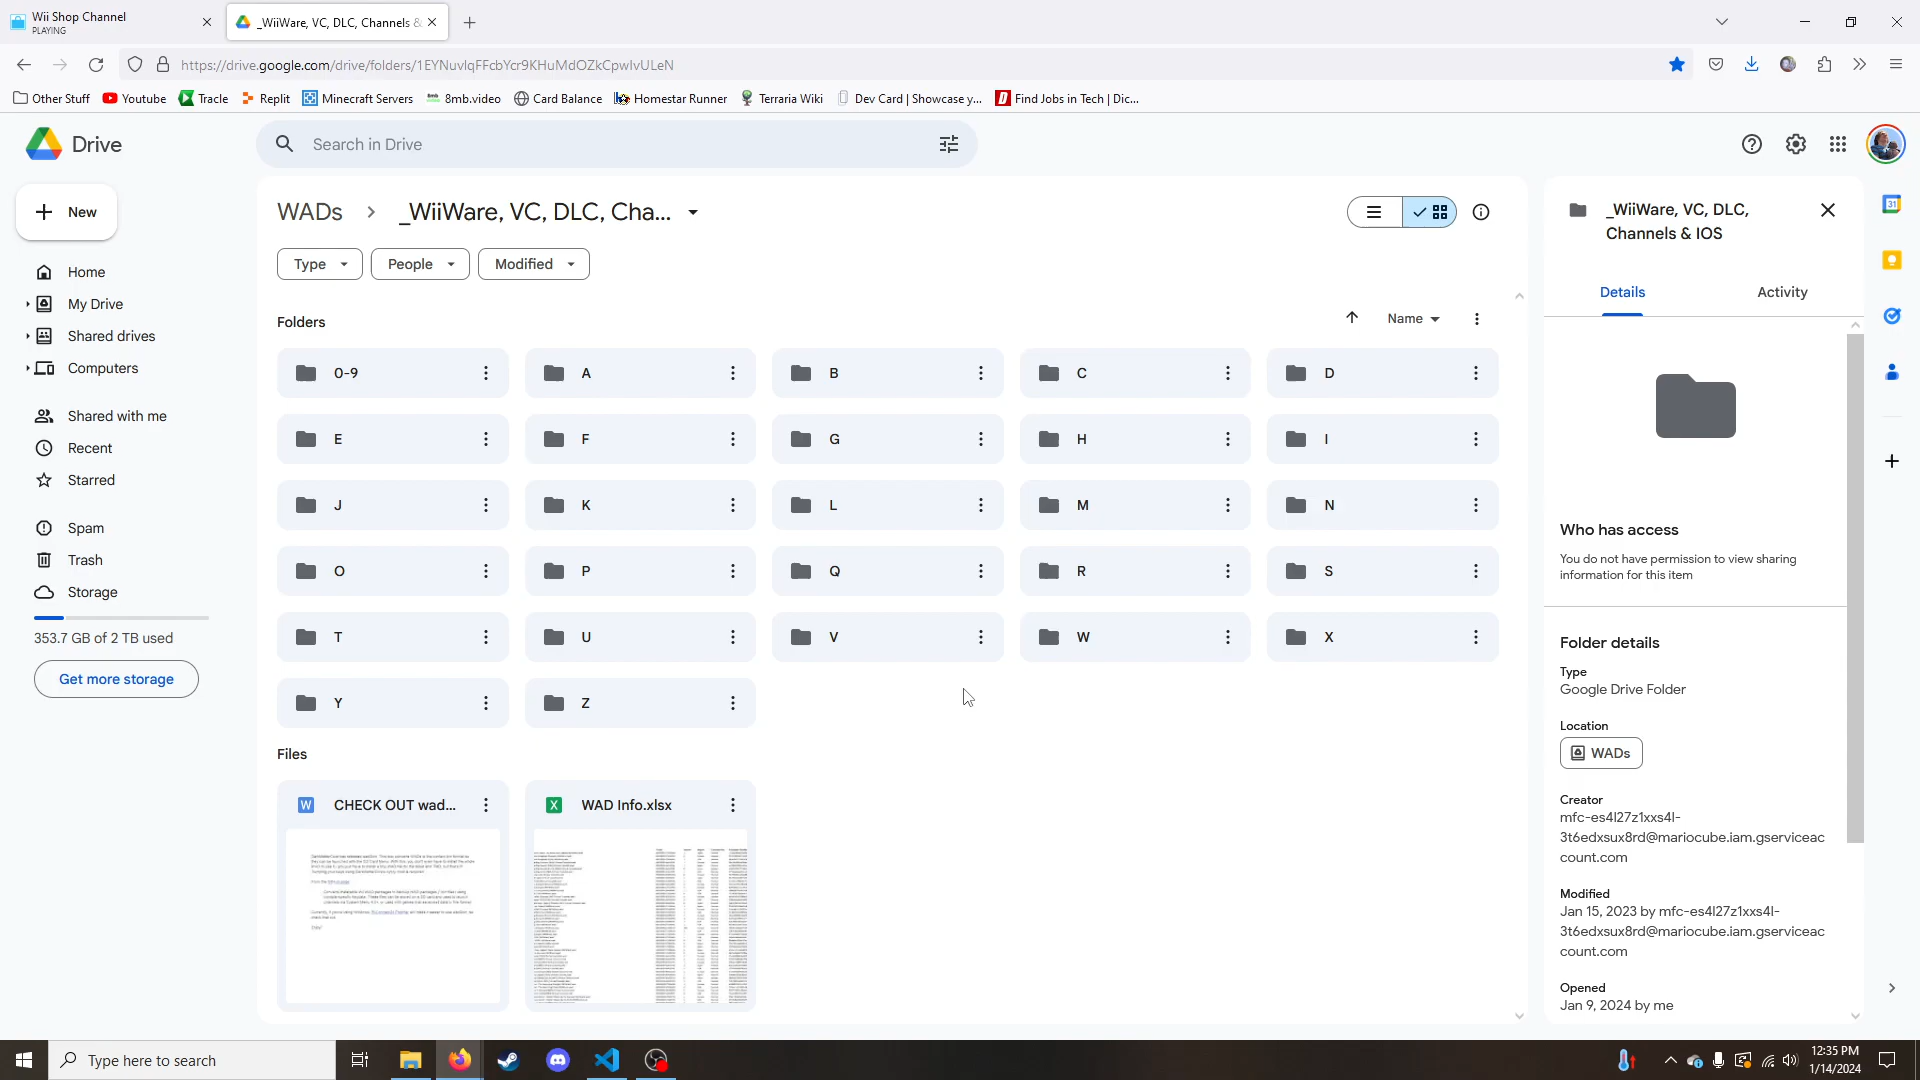 Wii Shop Channel
PLAYING
_WiiWare, VC, DLC, Channels &
https://drive.google.com/drive/folders/1EYNuvlqFFcbYcr9KHuMdOZkCpwIvULeN
Other Stuff
Youtube
Tracle
Replit
Minecraft Servers
8mb.video
Card Balance
Homestar Runner
Terraria Wiki
Dev Card | Showcase y...
Find Jobs in Tech | Dic...
Drive
Search in Drive
New
WADs
_WiiWare, VC, DLC, Cha...
_WiiWare, VC, DLC,
Channels & IOS
Type
People
Modified
Home
My Drive
Shared drives
Computers
Shared with me
Recent
Starred
Spam
Trash
Storage
353.7 GB of 2 TB used
Get more storage
Details
Activity
Folders
Name
0-9
A
B
C
D
E
F
G
H
I
J
K
L
M
N
O
P
Q
R
S
T
U
V
W
X
Y
Z
Files
CHECK OUT wad...
WAD Info.xlsx
Who has access
You do not have permission to view sharing
information for this item
Folder details
Type
Google Drive Folder
Location
WADs
Creator
mfc-es4l27z1xxs4l-
3t6edxsux8rd@mariocube.iam.gserviceac
count.com
Modified
Jan 15, 2023 by mfc-es4l27z1xxs4l-
3t6edxsux8rd@mariocube.iam.gserviceac
count.com
Opened
Jan 9, 2024 by me
Type here to search
12:35 PM
1/14/2024